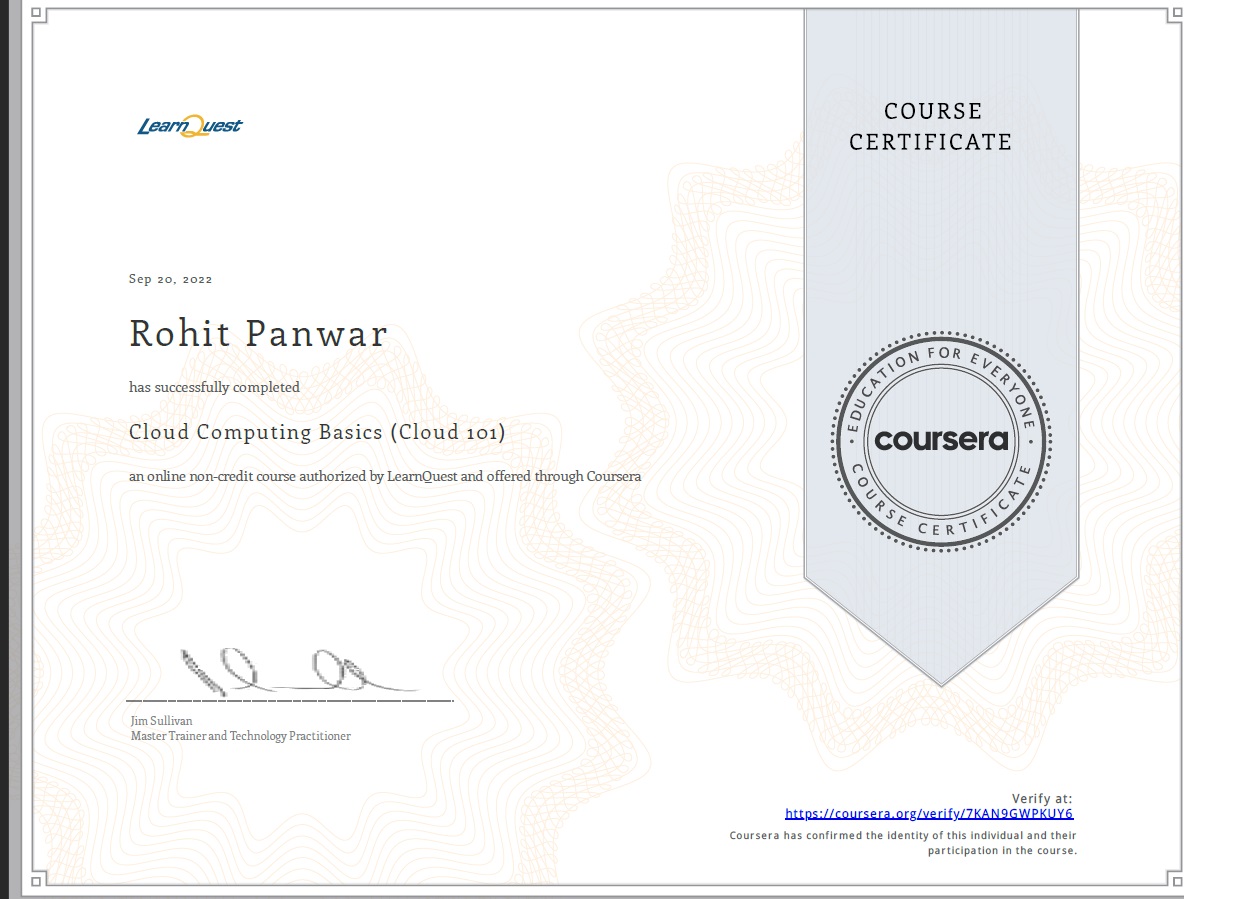 LearnQuest
COURSE
CERTIFICATE
Sep 20, 2022
Rohit Panwar
has successfully completed
Cloud Computing Basics (Cloud 101)
an online non-credit course authorized by LearnQuest and offered through Coursera
EDUCATION FOR EVERYONE
coursera
COURSE CERTIFICATE
Jim Sullivan
Master Trainer and Technology Practitioner
Verify at:
https://coursera.org/verify/7KAN9GWPKUY6
Coursera has confirmed the identity of this individual and their
participation in the course.